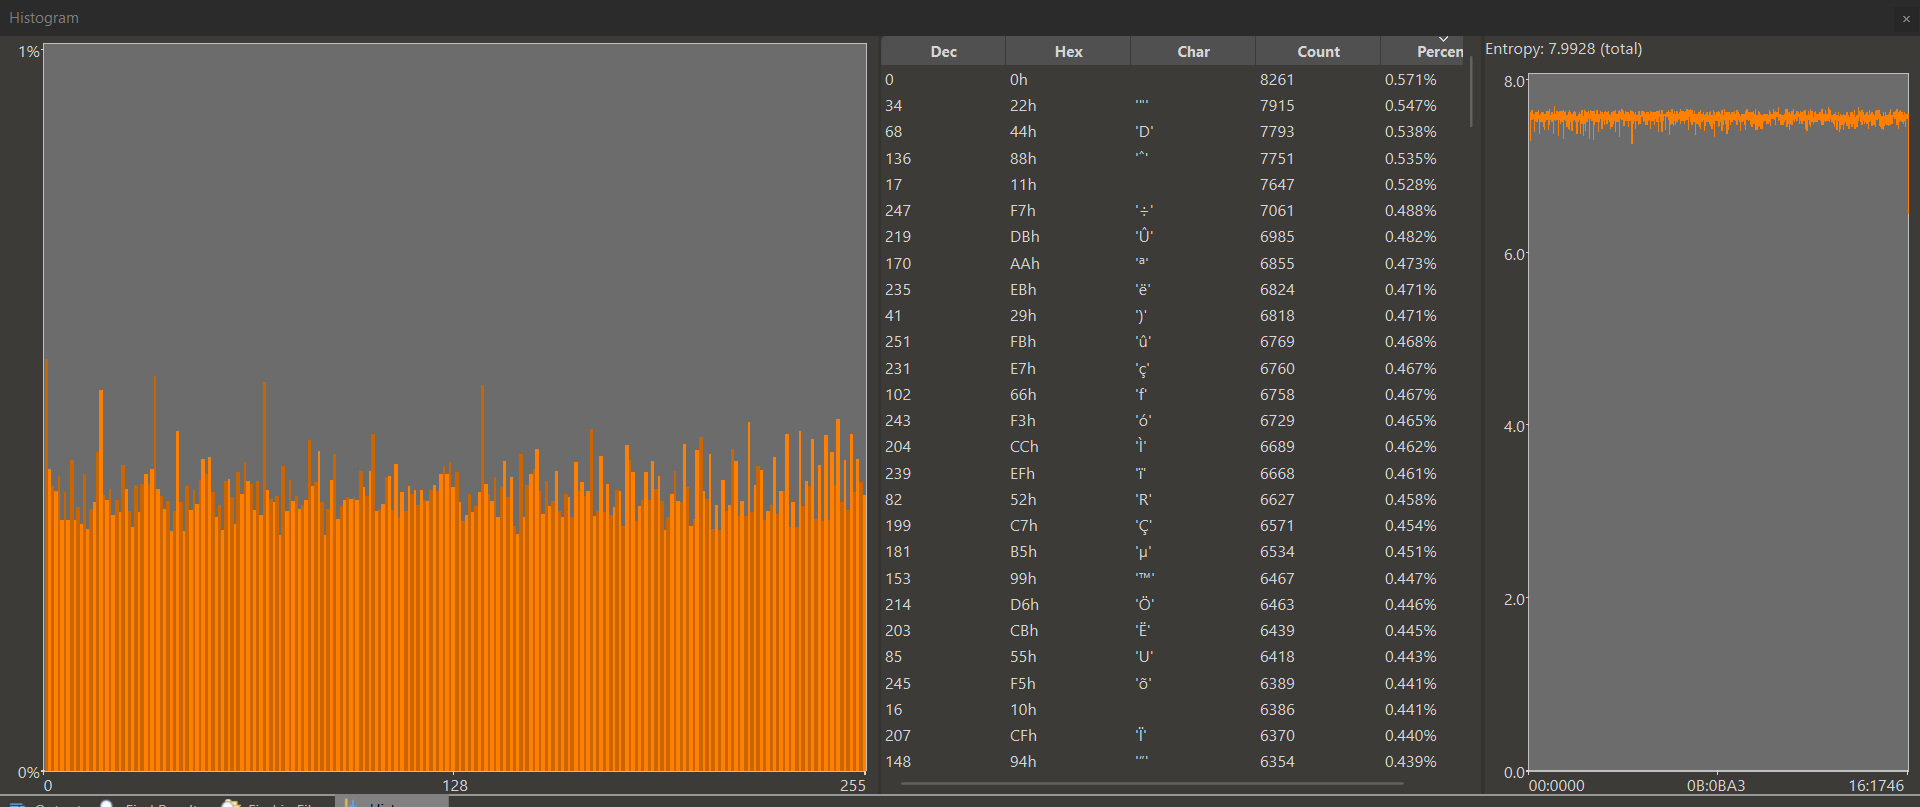 Histogram ×
1%
0%
0 128 255
Dec Hex Char Count Percen
0 0h 8261 0.571%
34 22h '"' 7915 0.547%
68 44h 'D' 7793 0.538%
136 88h 'ˆ' 7751 0.535%
17 11h 7647 0.528%
247 F7h '÷' 7061 0.488%
219 DBh 'Û' 6985 0.482%
170 AAh 'ª' 6855 0.473%
235 EBh 'ë' 6824 0.471%
41 29h ')' 6818 0.471%
251 FBh 'û' 6769 0.468%
231 E7h 'ç' 6760 0.467%
102 66h 'f' 6758 0.467%
243 F3h 'ó' 6729 0.465%
204 CCh 'Ì' 6689 0.462%
239 EFh 'ï' 6668 0.461%
82 52h 'R' 6627 0.458%
199 C7h 'Ç' 6571 0.454%
181 B5h 'µ' 6534 0.451%
153 99h '™' 6467 0.447%
214 D6h 'Ö' 6463 0.446%
203 CBh 'Ë' 6439 0.445%
85 55h 'U' 6418 0.443%
245 F5h 'õ' 6389 0.441%
16 10h 6386 0.441%
207 CFh 'Ï' 6370 0.440%
148 94h '”' 6354 0.439%
Entropy: 7.9928 (total)
8.0
6.0
4.0
2.0
0.0
00:0000 0B:0BA3 16:1746